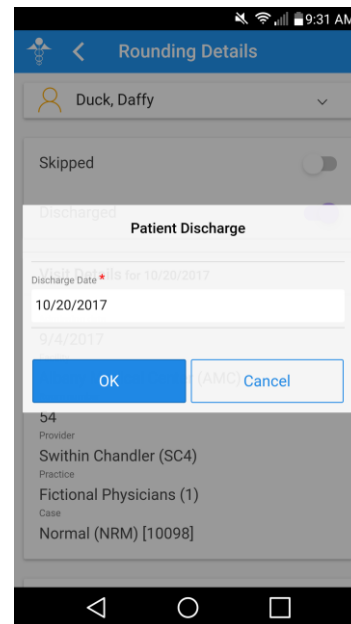 9:31 AM
Rounding Details
Duck, Daffy
Skipped
Discharged
Patient Discharge
Visit Details for 10/20/2017
Discharge Date *
10/20/2017
9/4/2017
(AMC)
OK
Cancel
54
Provider
Swithin Chandler (SC4)
Practice
Fictional Physicians (1)
Case
Normal (NRM) [10098]